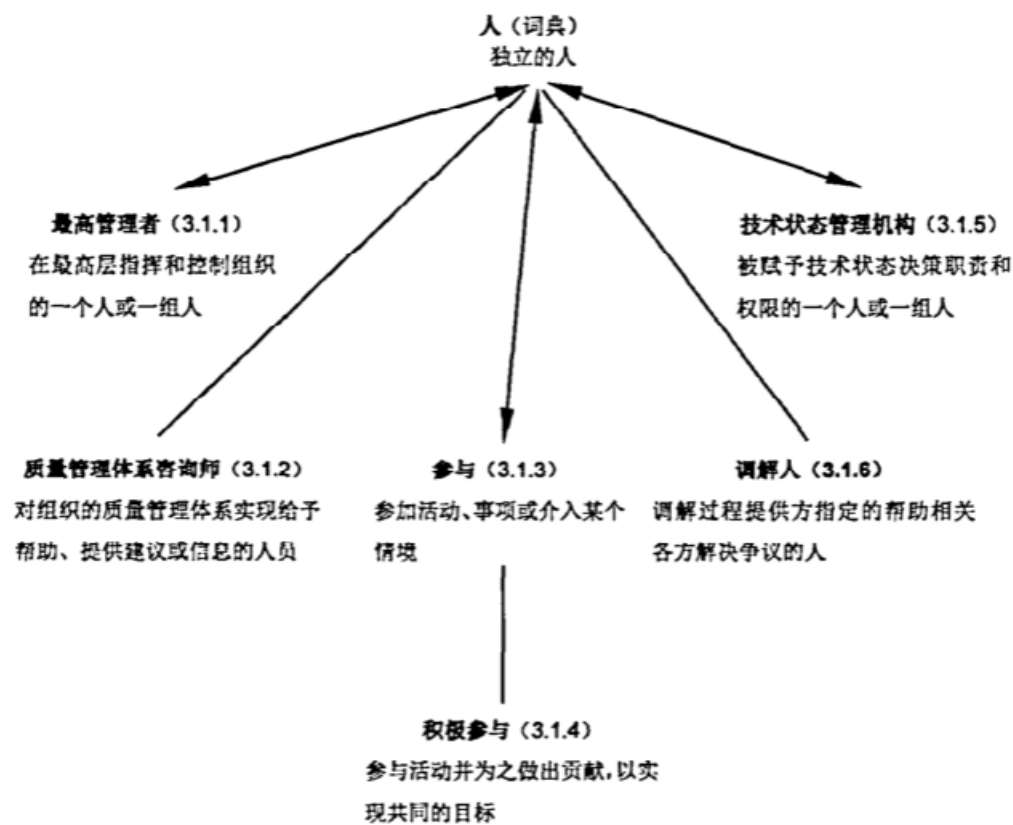 人（词典）
独立的人
最高管理者（3.1.1）
在最高层指挥和控制组织
的一个人或一组人
技术状态管理机构（3.1.5）
被赋予技术状态决策职责和
权限的一个人或一组人
质量管理体系咨询师（3.1.2）
对组织的质量管理体系实现给予
帮助、提供建议或信息的人员
参与（3.1.3）
参加活动、事项或介入某个
情境
调解人（3.1.6）
调解过程提供方指定的帮助相关
各方解决争议的人
积极参与（3.1.4）
参与活动并为之做出贡献，以实
现共同的目标